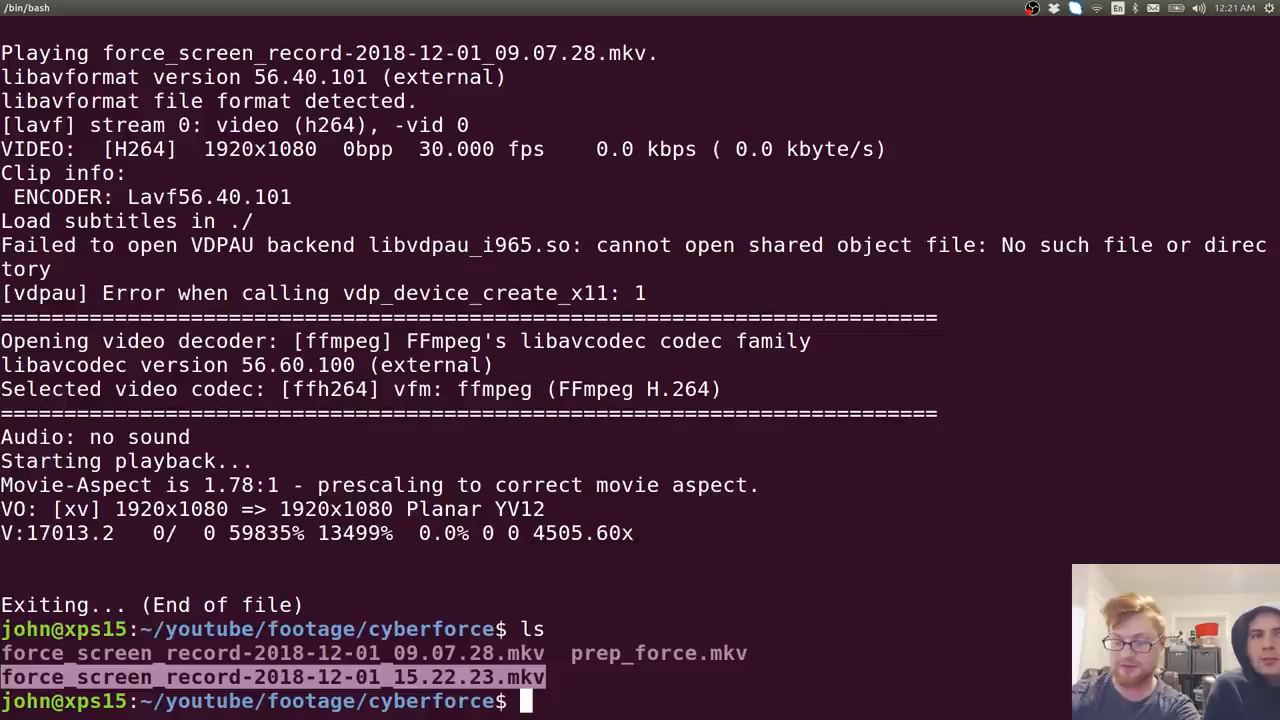 /bin/bash
En
12:21 AM
Playing force_screen_record-2018-12-01_09.07.28.mkv.
libavformat version 56.40.101 (external)
libavformat file format detected.
[lavf] stream 0: video (h264), -vid 0
VIDEO:  [H264]  1920x1080  0bpp  30.000 fps    0.0 kbps ( 0.0 kbyte/s)
Clip info:
 ENCODER: Lavf56.40.101
Load subtitles in ./
Failed to open VDPAU backend libvdpau_i965.so: cannot open shared object file: No such file or direc
tory
[vdpau] Error when calling vdp_device_create_x11: 1
==========================================================================
Opening video decoder: [ffmpeg] FFmpeg's libavcodec codec family
libavcodec version 56.60.100 (external)
Selected video codec: [ffh264] vfm: ffmpeg (FFmpeg H.264)
==========================================================================
Audio: no sound
Starting playback...
Movie-Aspect is 1.78:1 - prescaling to correct movie aspect.
VO: [xv] 1920x1080 => 1920x1080 Planar YV12
V:17013.2   0/  0 59835% 13499%  0.0% 0 0 4505.60x
Exiting... (End of file)
john@xps15:~/youtube/footage/cyberforce$ ls
force_screen_record-2018-12-01_09.07.28.mkv  prep_force.mkv
force_screen_record-2018-12-01_15.22.23.mkv
john@xps15:~/youtube/footage/cyberforce$